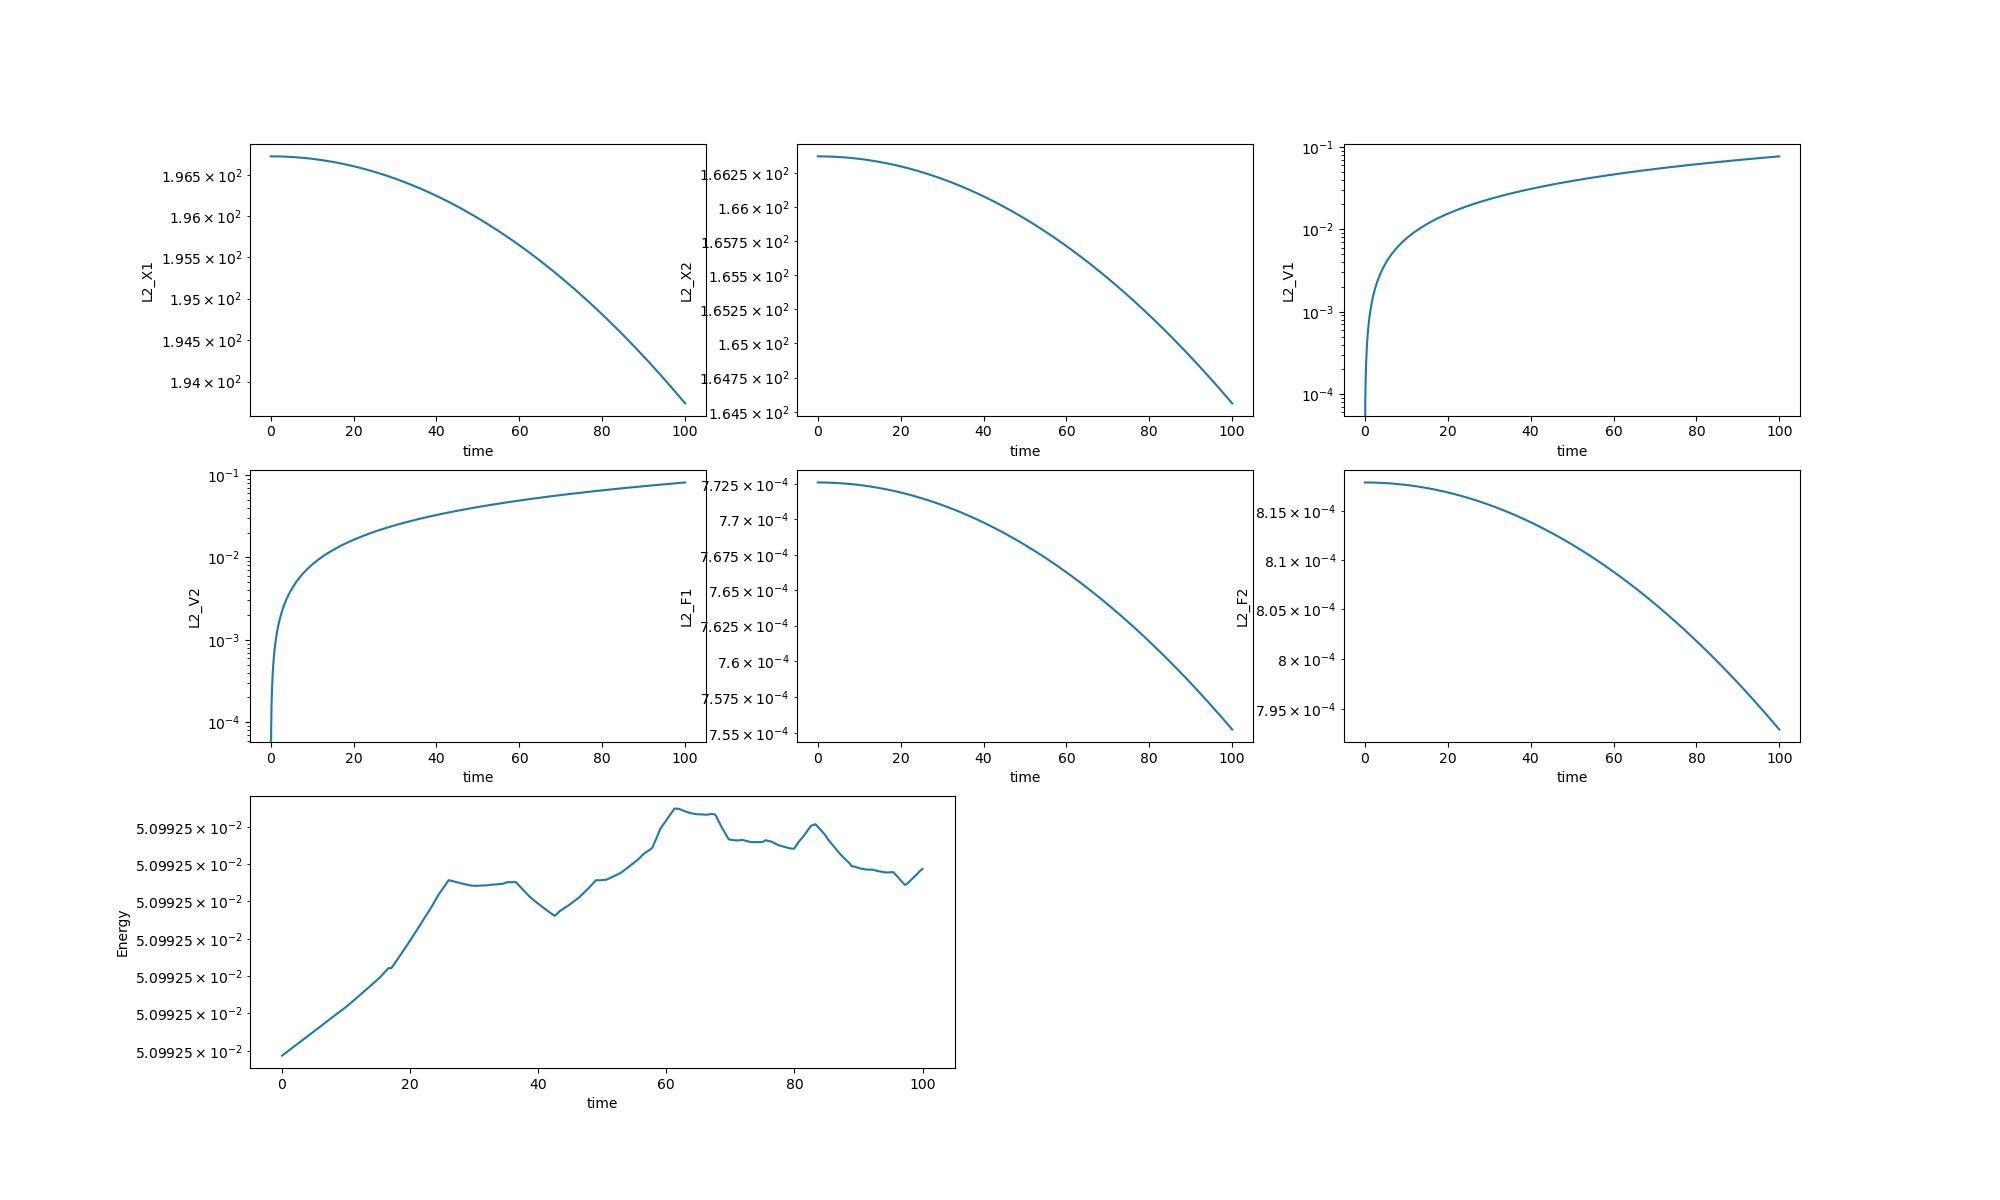 L2_X1
1.965 × 10²
1.96 × 10²
1.955 × 10²
1.95 × 10²
1.945 × 10²
1.94 × 10²
0 20 40 60 80 100
time
L2_X2
1.6625 × 10²
1.66 × 10²
1.6575 × 10²
1.655 × 10²
1.6525 × 10²
1.65 × 10²
1.6475 × 10²
1.645 × 10²
0 20 40 60 80 100
time
L2_V1
10⁻¹
10⁻²
10⁻³
10⁻⁴
0 20 40 60 80 100
time
L2_V2
10⁻¹
10⁻²
10⁻³
10⁻⁴
0 20 40 60 80 100
time
L2_F1
7.725 × 10⁻⁴
7.7 × 10⁻⁴
7.675 × 10⁻⁴
7.65 × 10⁻⁴
7.625 × 10⁻⁴
7.6 × 10⁻⁴
7.575 × 10⁻⁴
7.55 × 10⁻⁴
0 20 40 60 80 100
time
L2_F2
8.15 × 10⁻⁴
8.1 × 10⁻⁴
8.05 × 10⁻⁴
8 × 10⁻⁴
7.95 × 10⁻⁴
0 20 40 60 80 100
time
Energy
5.09925 × 10⁻²
5.09925 × 10⁻²
5.09925 × 10⁻²
5.09925 × 10⁻²
5.09925 × 10⁻²
5.09925 × 10⁻²
5.09925 × 10⁻²
0 20 40 60 80 100
time